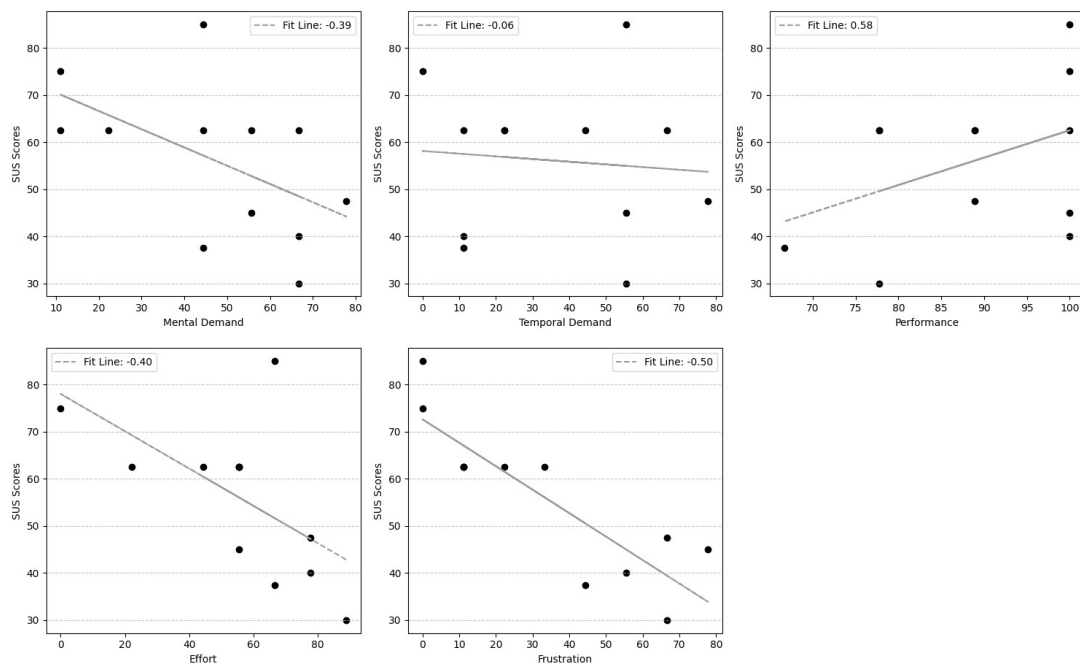 Fit Line: -0.39
SUS Scores
80
70
60
50
40
30
10 20 30 40 50 60 70 80
Mental Demand
Fit Line: -0.06
SUS Scores
80
70
60
50
40
30
0 10 20 30 40 50 60 70 80
Temporal Demand
Fit Line: 0.58
SUS Scores
80
70
60
50
40
30
70 75 80 85 90 95 100
Performance
Fit Line: -0.40
SUS Scores
80
70
60
50
40
30
0 20 40 60 80
Effort
Fit Line: -0.50
SUS Scores
80
70
60
50
40
30
0 10 20 30 40 50 60 70 80
Frustration